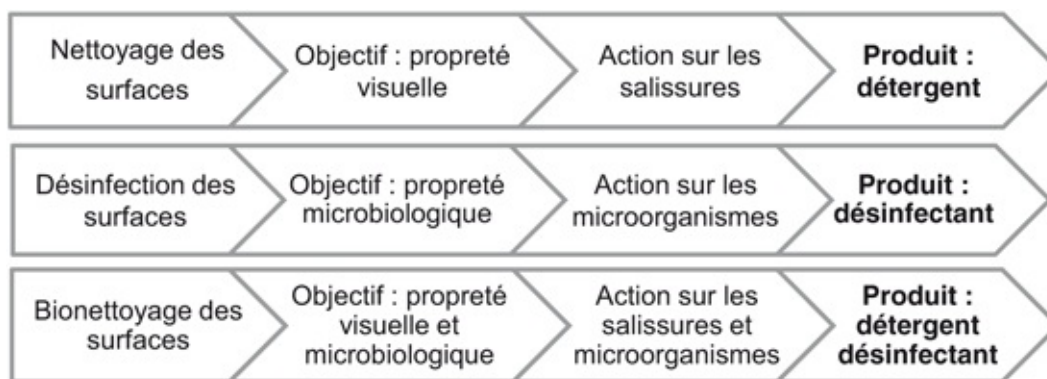 Nettoyage des
surfaces
Objectif : propreté
visuelle
Action sur les
salissures
Produit :
détergent
Désinfection des
surfaces
Objectif : propreté
microbiologique
Action sur les
microorganismes
Produit :
désinfectant
Bionettoyage des
surfaces
Objectif : propreté
visuelle et
microbiologique
Action sur les
salissures et
microorganismes
Produit :
détergent
désinfectant